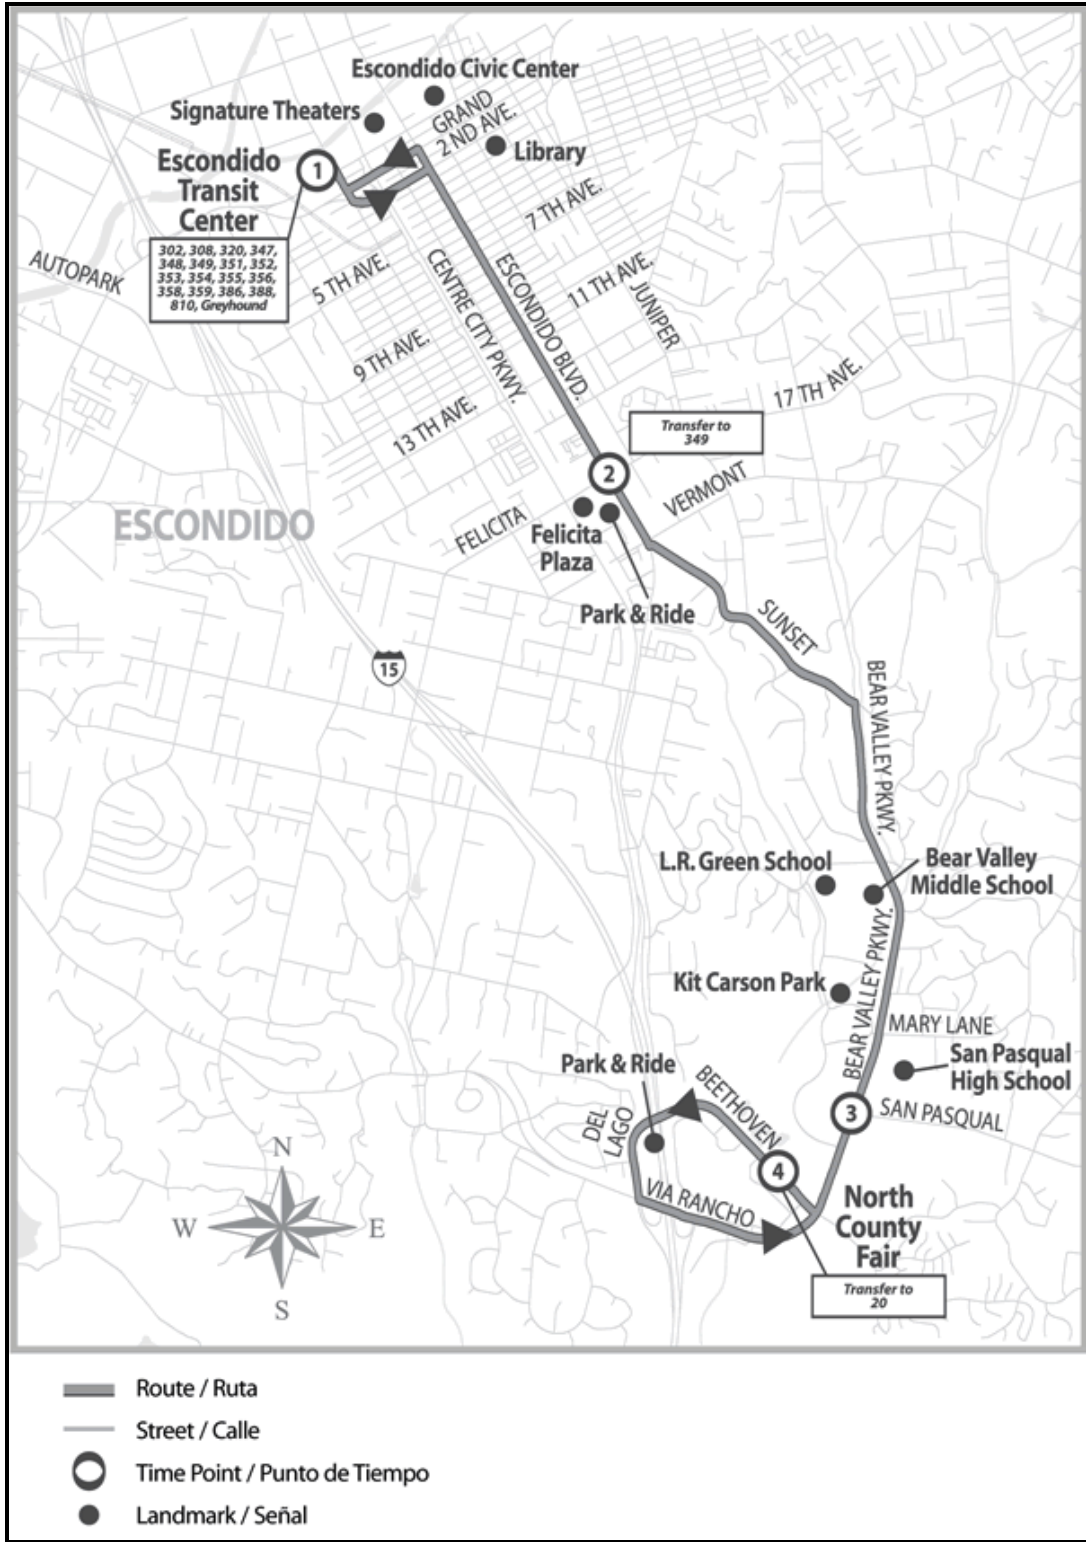 Escondido Civic Center
Signature Theaters
GRAND
2 ND AVE.
Library
Escondido
Transit
Center
1
302, 308, 320, 347,
348, 349, 351, 352,
353, 354, 355, 356,
358, 359, 386, 388,
810, Greyhound
AUTOPARK
7 TH AVE.
5 TH AVE.
CENTRE CITY PKWY.
ESCONDIDO BLVD.
11 TH AVE.
JUNIPER
9 TH AVE.
13 TH AVE.
17 TH AVE.
Transfer to
349
2
VERMONT
ESCONDIDO
FELICITA
Felicita
Plaza
Park & Ride
SUNSET
15
BEAR VALLEY PKWY.
L.R. Green School
Bear Valley
Middle School
Kit Carson Park
BEAR VALLEY PKWY.
MARY LANE
San Pasqual
High School
Park & Ride
BEETHOVEN
3
SAN PASQUAL
DEL
LAGO
4
VIA RANCHO
North
County
Fair
Transfer to
20
N
W
E
S
Route / Ruta
Street / Calle
Time Point / Punto de Tiempo
Landmark / Señal